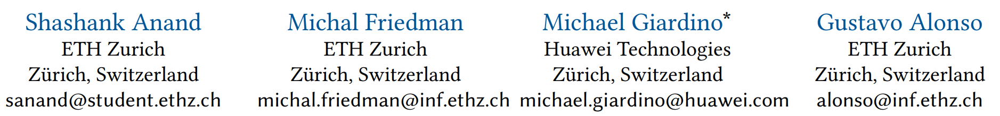 Shashank Anand
ETH Zurich
Zürich, Switzerland
sanand@student.ethz.ch
Michal Friedman
ETH Zurich
Zürich, Switzerland
michal.friedman@inf.ethz.ch
Michael Giardino*
Huawei Technologies
Zürich, Switzerland
michael.giardino@huawei.com
Gustavo Alonso
ETH Zurich
Zürich, Switzerland
alonso@inf.ethz.ch